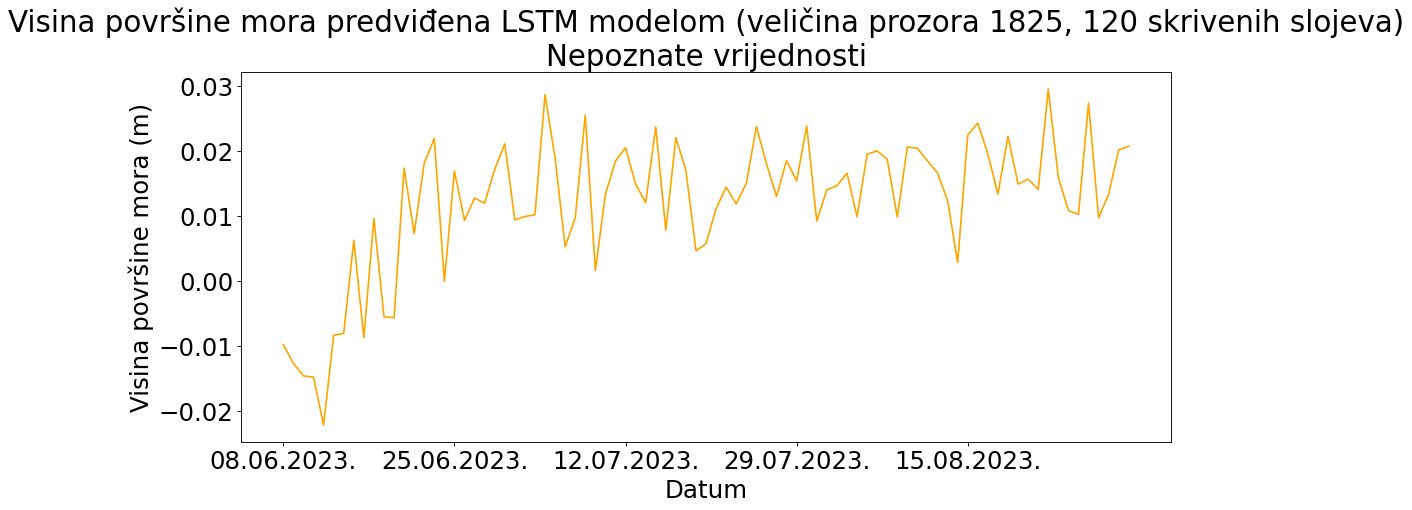 Visina površine mora predviđena LSTM modelom (veličina prozora 1825, 120 skrivenih slojeva)
Nepoznate vrijednosti
Visina površine mora (m)
0.03
0.02
0.01
0.00
−0.01
−0.02
08.06.2023. 25.06.2023. 12.07.2023. 29.07.2023. 15.08.2023.
Datum